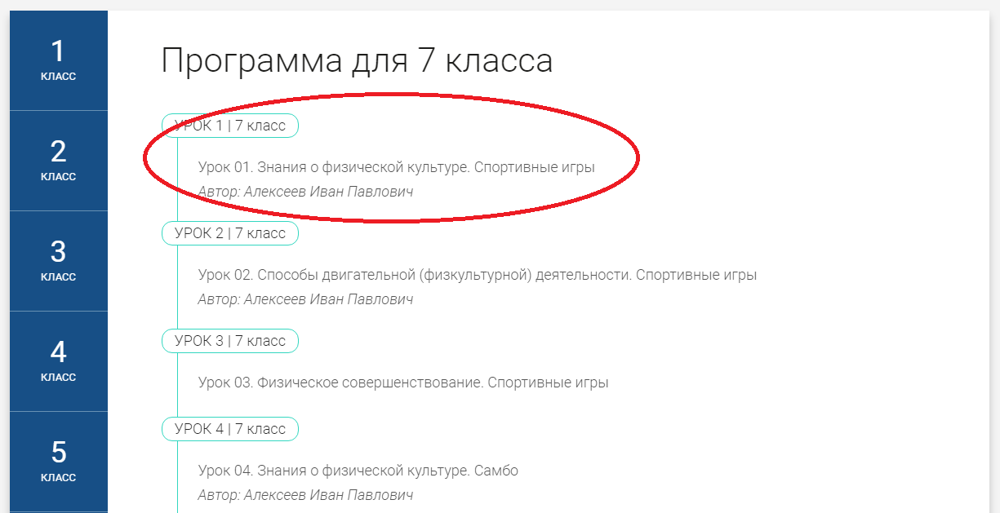 1
КЛАСС
2
КЛАСС
3
КЛАСС
4
КЛАСС
5
КЛАСС
Программа для 7 класса
УРОК 1 | 7 класс
Урок 01. Знания о физической культуре. Спортивные игры
Автор: Алексеев Иван Павлович
УРОК 2 | 7 класс
Урок 02. Способы двигательной (физкультурной) деятельности. Спортивные игры
Автор: Алексеев Иван Павлович
УРОК 3 | 7 класс
Урок 03. Физическое совершенствование. Спортивные игры
УРОК 4 | 7 класс
Урок 04. Знания о физической культуре. Самбо
Автор: Алексеев Иван Павлович